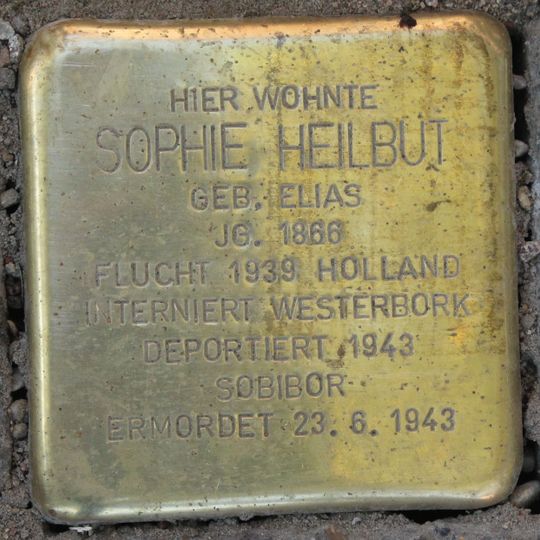 HIER WOHNTE
SOPHIE HEILBUT
GEB. ELIAS
JG. 1866
FLUCHT 1939 HOLLAND
INTERNIERT WESTERBORK
DEPORTIERT 1943
SOBIBOR
ERMORDET 23. 6. 1943